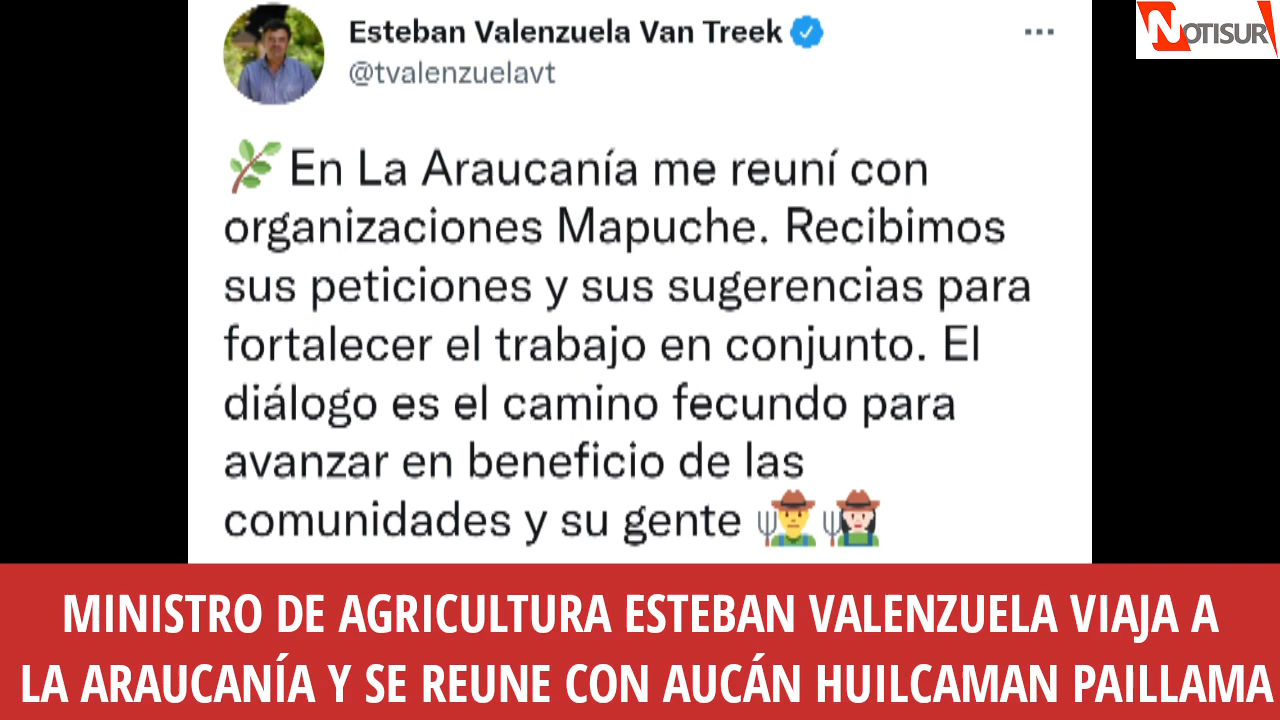 Esteban Valenzuela Van Treek
@tvalenzuelavt
NOTISUR
🌿 En La Araucanía me reuní con
organizaciones Mapuche. Recibimos
sus peticiones y sus sugerencias para
fortalecer el trabajo en conjunto. El
diálogo es el camino fecundo para
avanzar en beneficio de las
comunidades y su gente 👨‍🌾👩🏻‍🌾
MINISTRO DE AGRICULTURA ESTEBAN VALENZUELA VIAJA A
LA ARAUCANÍA Y SE REUNE CON AUCÁN HUILCAMAN PAILLAMA